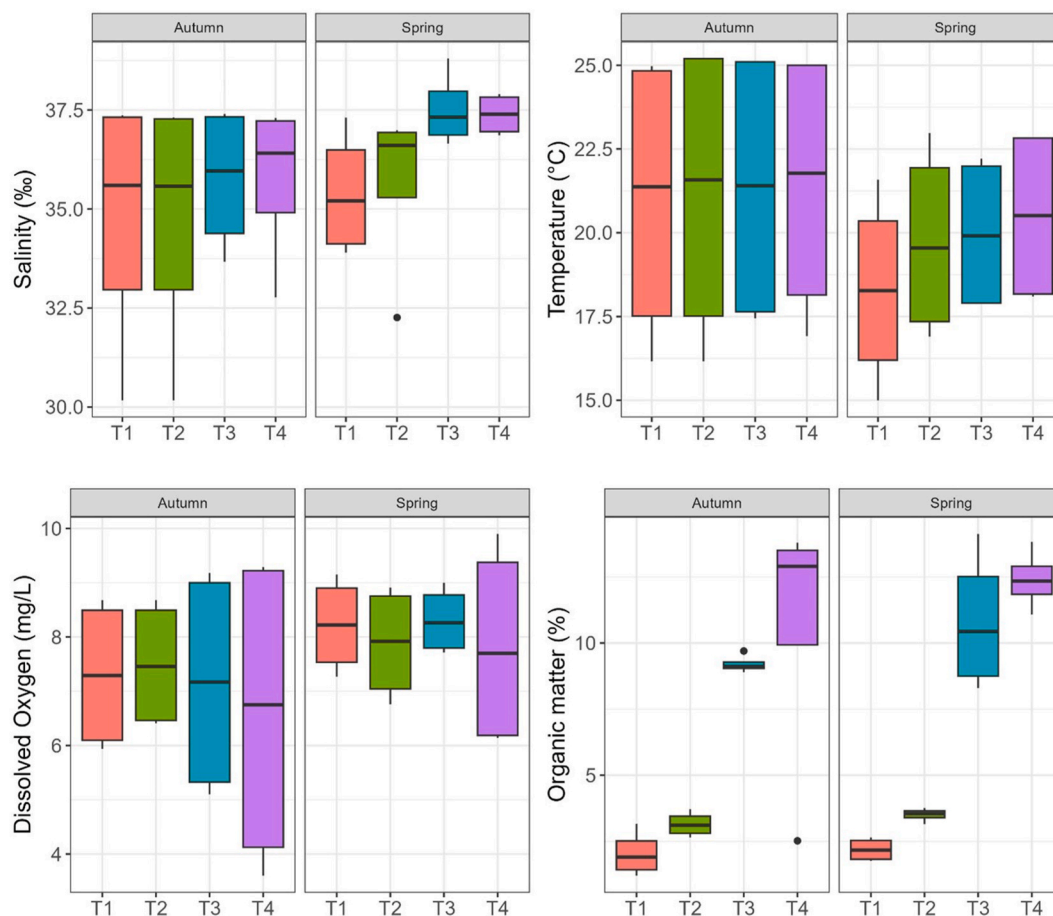 Autumn
Spring
Salinity (‰)
37.5
35.0
32.5
30.0
T1 T2 T3 T4
T1 T2 T3 T4
Autumn
Spring
Temperature (°C)
25.0
22.5
20.0
17.5
15.0
T1 T2 T3 T4
T1 T2 T3 T4
Autumn
Spring
Dissolved Oxygen (mg/L)
10
8
6
4
T1 T2 T3 T4
T1 T2 T3 T4
Autumn
Spring
Organic matter (%)
10
5
T1 T2 T3 T4
T1 T2 T3 T4